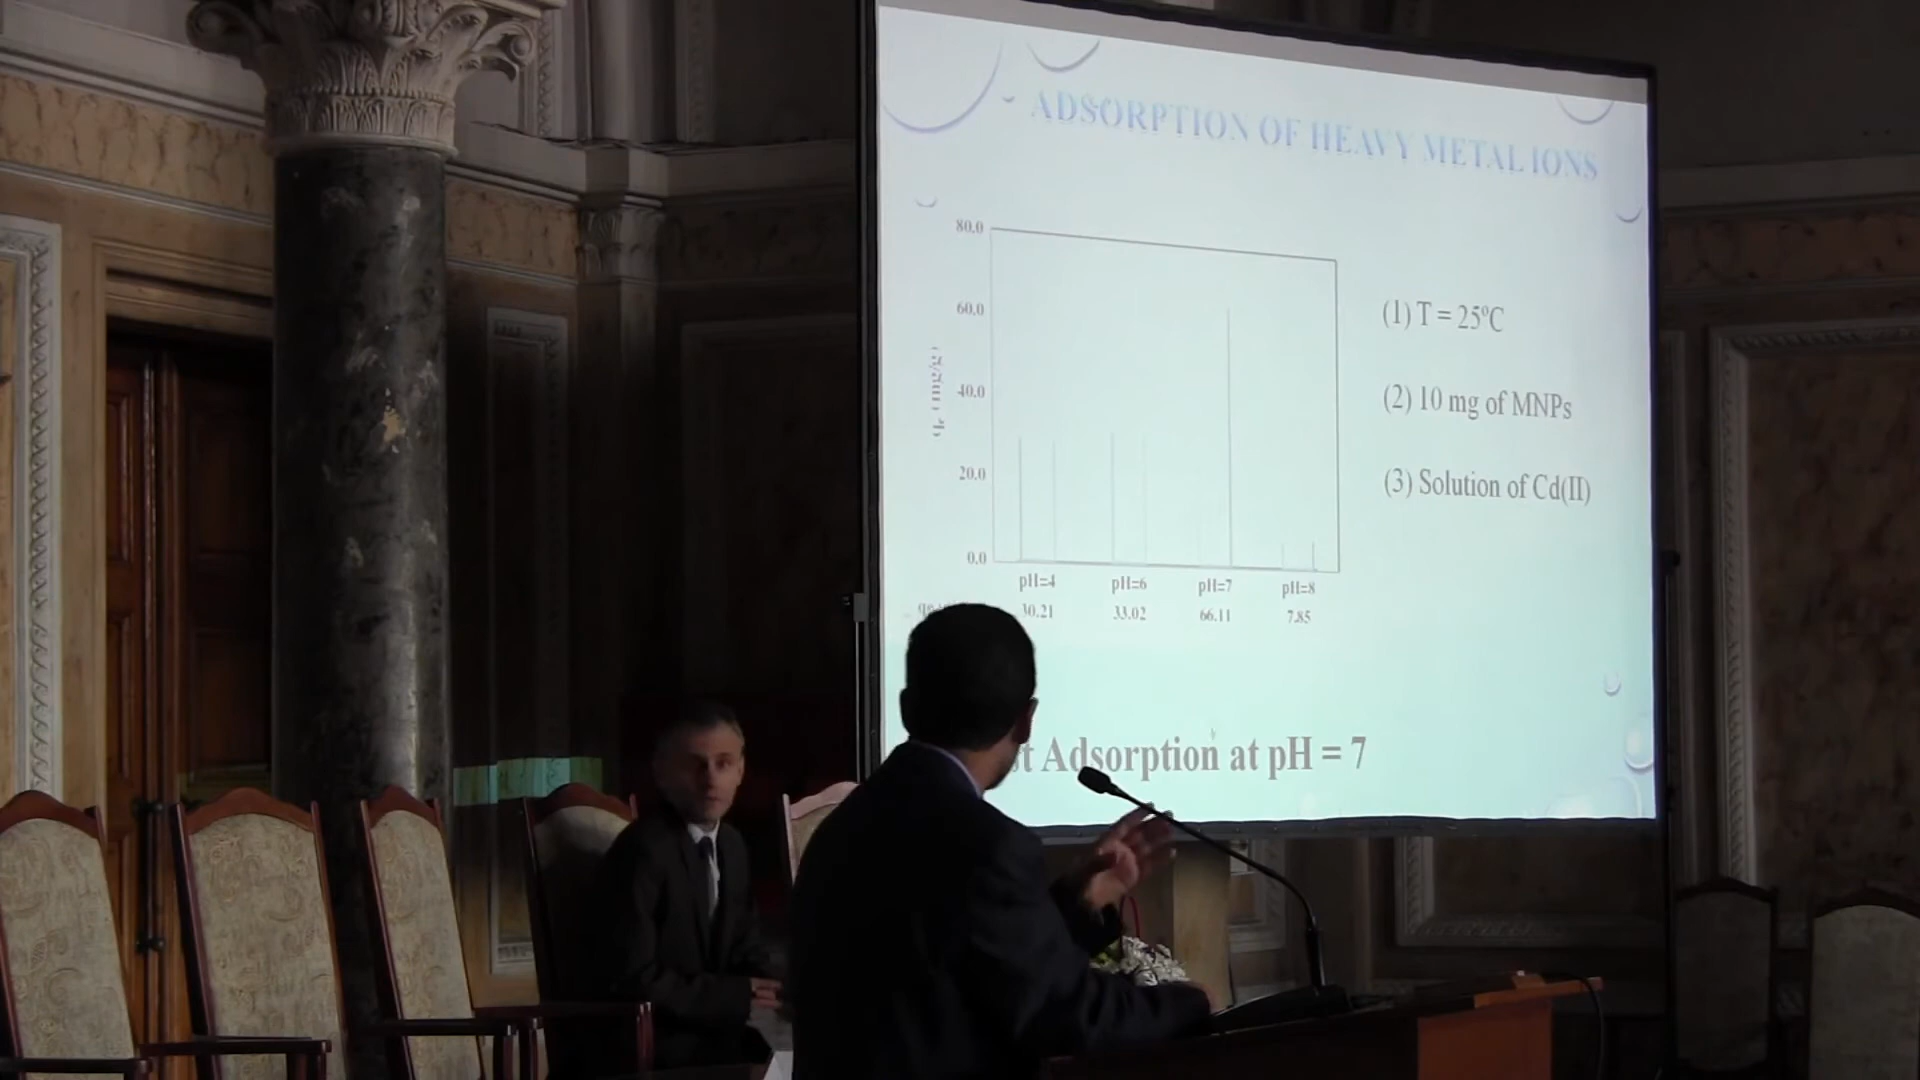 ADSORPTION OF HEAVY METAL IONS
80.0
60.0
40.0
20.0
0.0
(mg/g)
pH=4 pH=6 pH=7 pH=8
30.21 33.02 66.11 7.85
(1) T = 25ºC
(2) 10 mg of MNPs
(3) Solution of Cd(II)
Adsorption at pH = 7